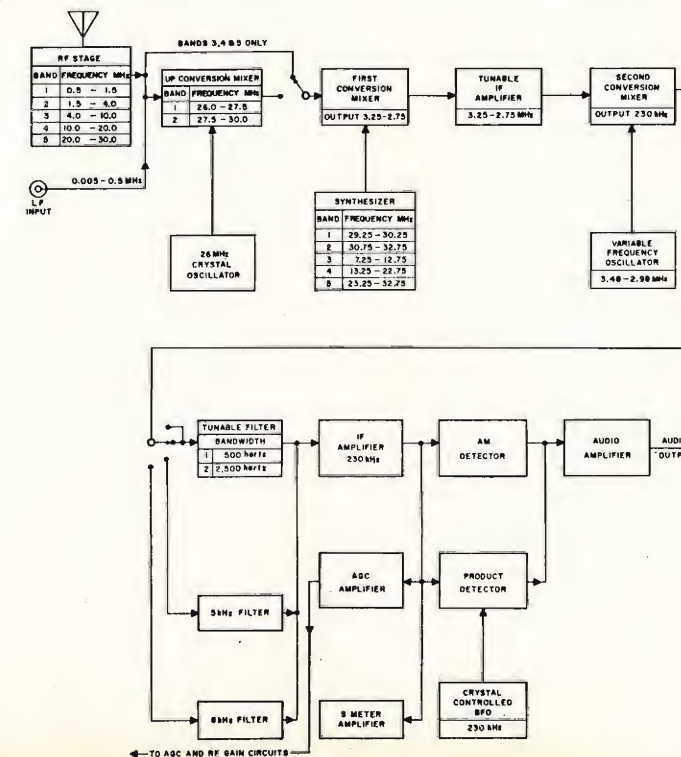 BANDS 3,4 & 5 ONLY
RF STAGE
BAND FREQUENCY MHz
1 0.5 - 1.5
2 1.5 - 4.0
3 4.0 - 10.0
4 10.0 - 20.0
5 20.0 - 30.0
UP CONVERSION MIXER
BAND FREQUENCY MHz
1 26.0 - 27.5
2 27.5 - 30.0
FIRST
CONVERSION
MIXER
OUTPUT 3.25-2.75
TUNABLE
IF
AMPLIFIER
3.25-2.75 MHz
SECOND
CONVERSION
MIXER
OUTPUT 230 kHz
0.005-0.5 MHz
LF
INPUT
26 MHz
CRYSTAL
OSCILLATOR
SYNTHESIZER
BAND FREQUENCY MHz
1 29.25 - 30.25
2 30.75 - 32.75
3 7.25 - 12.75
4 13.25 - 22.75
5 23.25 - 32.75
VARIABLE
FREQUENCY
OSCILLATOR
3.48-2.98 MHz
TUNABLE FILTER
BANDWIDTH
1 500 hertz
2 2,500 hertz
IF
AMPLIFIER
230 kHz
AM
DETECTOR
AUDIO
AMPLIFIER
AUDI
OUTP
AGC
AMPLIFIER
PRODUCT
DETECTOR
5 kHz FILTER
8 kHz FILTER
S METER
AMPLIFIER
CRYSTAL
CONTROLLED
BFO
230 kHz
TO AGC AND RF GAIN CIRCUITS